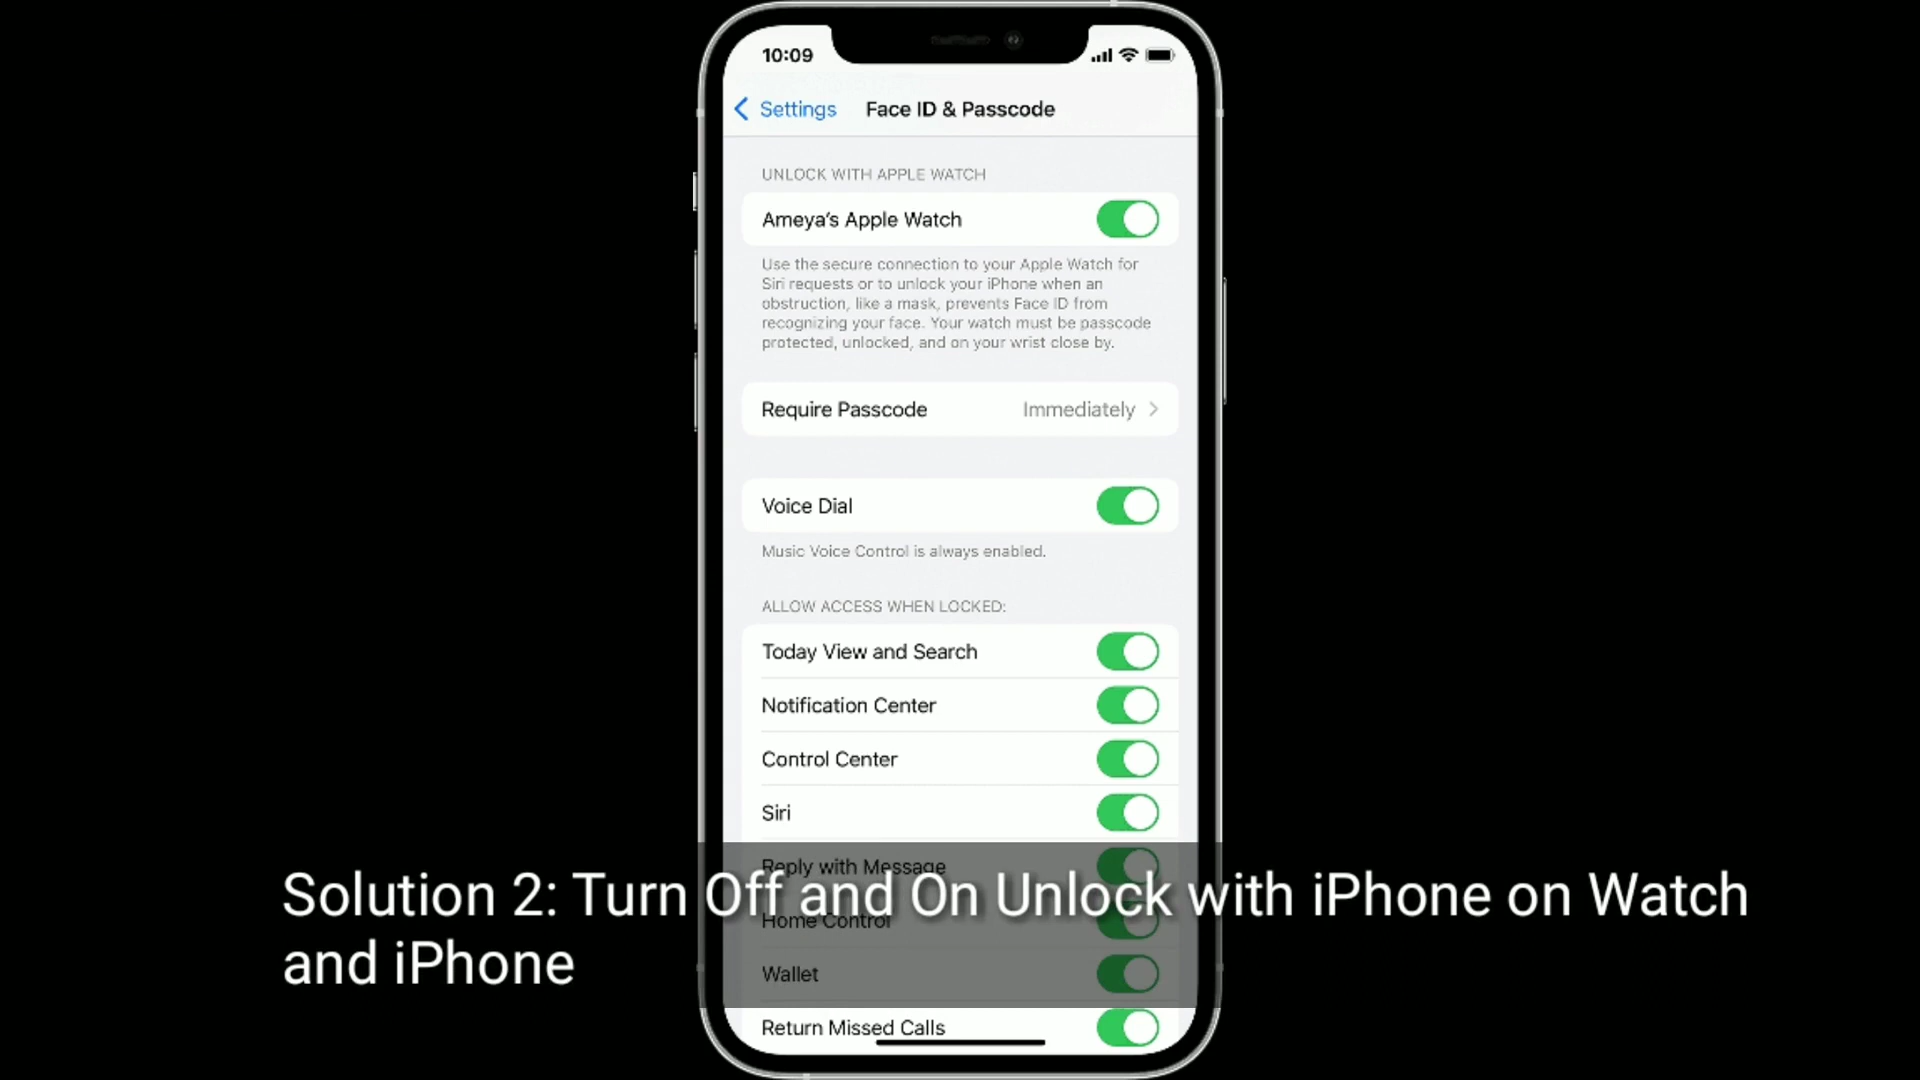 10:09
Settings
Face ID & Passcode
UNLOCK WITH APPLE WATCH
Ameya's Apple Watch
Use the secure connection to your Apple Watch for
Siri requests or to unlock your iPhone when an
obstruction, like a mask, prevents Face ID from
recognizing your face. Your watch must be passcode
protected, unlocked, and on your wrist close by.
Require Passcode Immediately
Voice Dial
Music Voice Control is always enabled.
ALLOW ACCESS WHEN LOCKED:
Today View and Search
Notification Center
Control Center
Siri
Reply with Message
Solution 2: Turn Off and On Unlock with iPhone on Watch
and iPhone
Home Control
Wallet
Return Missed Calls